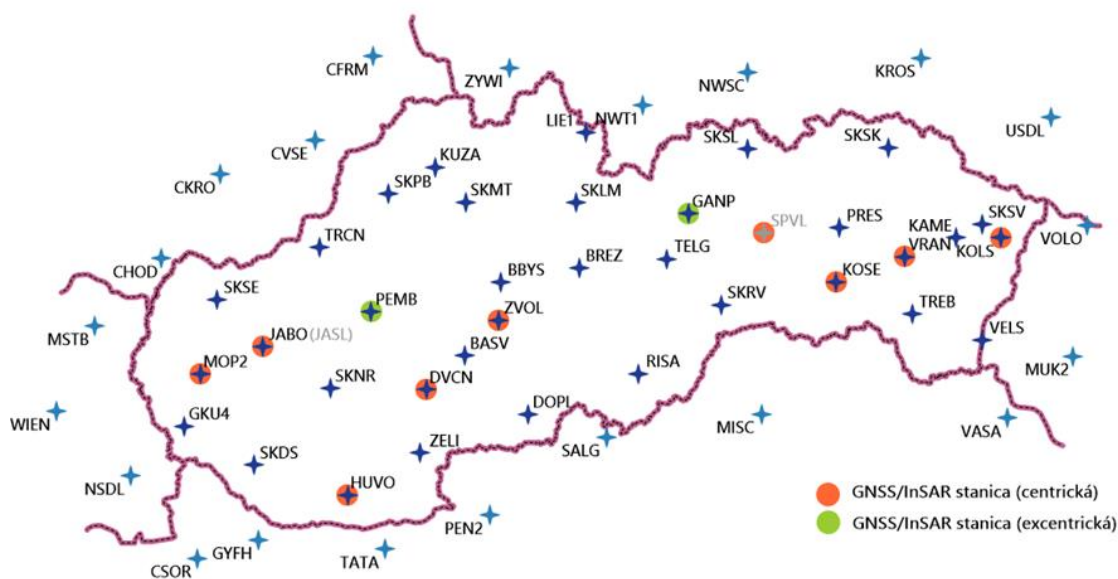 CFRM
ZYWI
NWSC
KROS
LIE1
NWT1
USDL
CVSE
SKSL
SKSK
KUZA
CKRO
SKPB
SKMT
SKLM
GANP
SPVL
PRES
KAME
SKSV
TRCN
VRAN
KOLS
VOLO
CHOD
TELG
BREZ
BBYS
KOSE
SKSE
PEMB
ZVOL
SKRV
TREB
MSTB
JABO (JASL)
BASV
VELS
MOP2
SKNR
DVCN
RISA
MUK2
WIEN
GKU4
DOPL
SALG
MISC
VASA
SKDS
ZELI
NSDL
HUVO
GNSS/InSAR stanica (centrická)
PEN2
GNSS/InSAR stanica (excentrická)
GYFH
CSOR
TATA